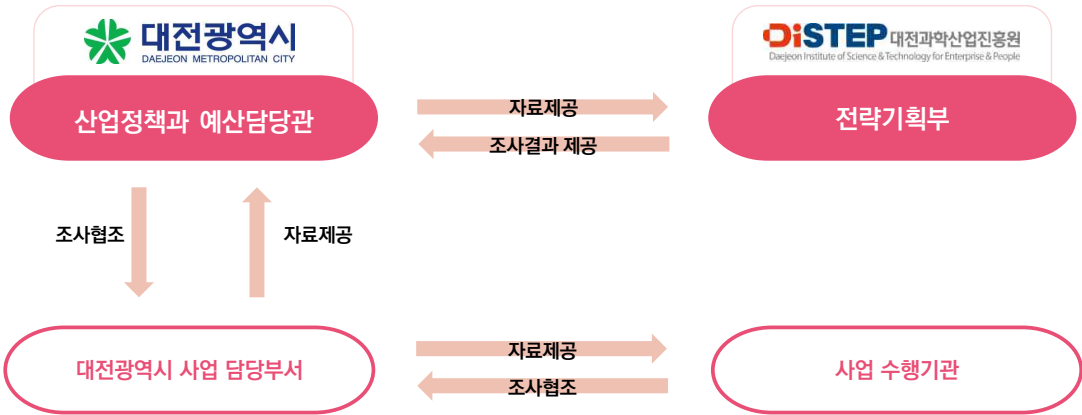 대전광역시
DAEJEON METROPOLITAN CITY
DiSTEP 대전과학산업진흥원
Daejeon Institute of Science & Technology for Enterprise & People
산업정책과 예산담당관
자료제공
조사결과 제공
전략기획부
조사협조
자료제공
대전광역시 사업 담당부서
자료제공
조사협조
사업 수행기관